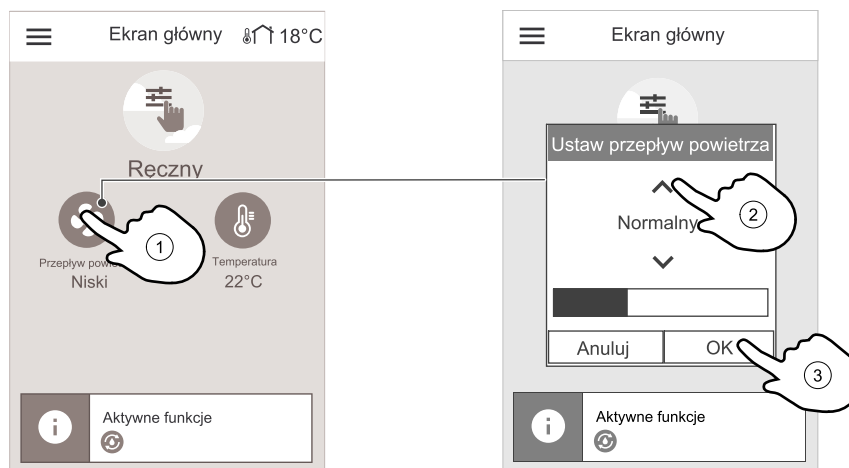 Ekran główny 18°C
Ręczny
1
Przepływ
Niski
Temperatura
22°C
i
Aktywne funkcje
Ekran główny
Ustaw przepływ powietrza
Normalny
2
Anuluj
OK
3
i
Aktywne funkcje